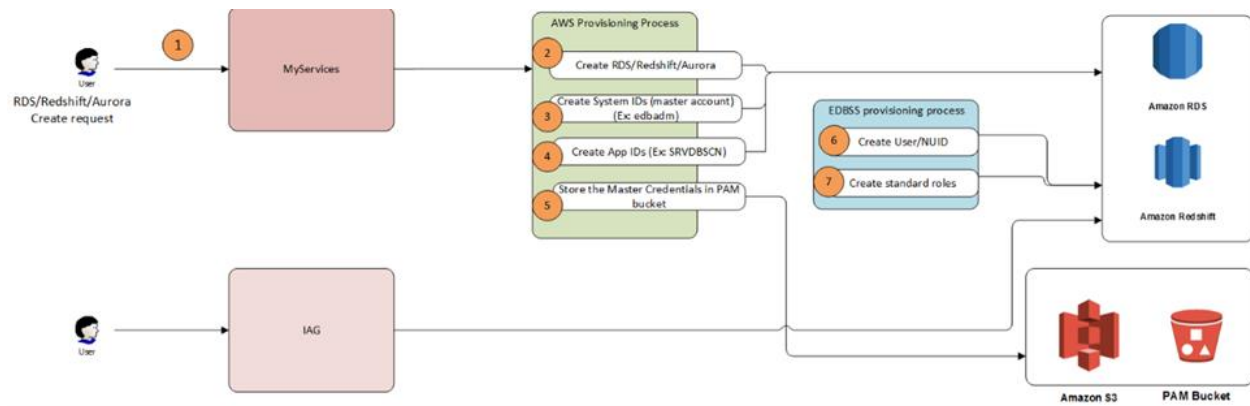 1
User
RDS/Redshift/Aurora
Create request
MyServices
AWS Provisioning Process
2
Create RDS/Redshift/Aurora
3
Create System IDs (master account)
(Ex: edbadm)
4
Create App IDs (Ex: SRVDBSCN)
5
Store the Master Credentials in PAM
bucket
EDBSS provisioning process
6
Create User/NUID
7
Create standard roles
Amazon RDS
Amazon Redshift
User
IAG
Amazon S3
PAM Bucket